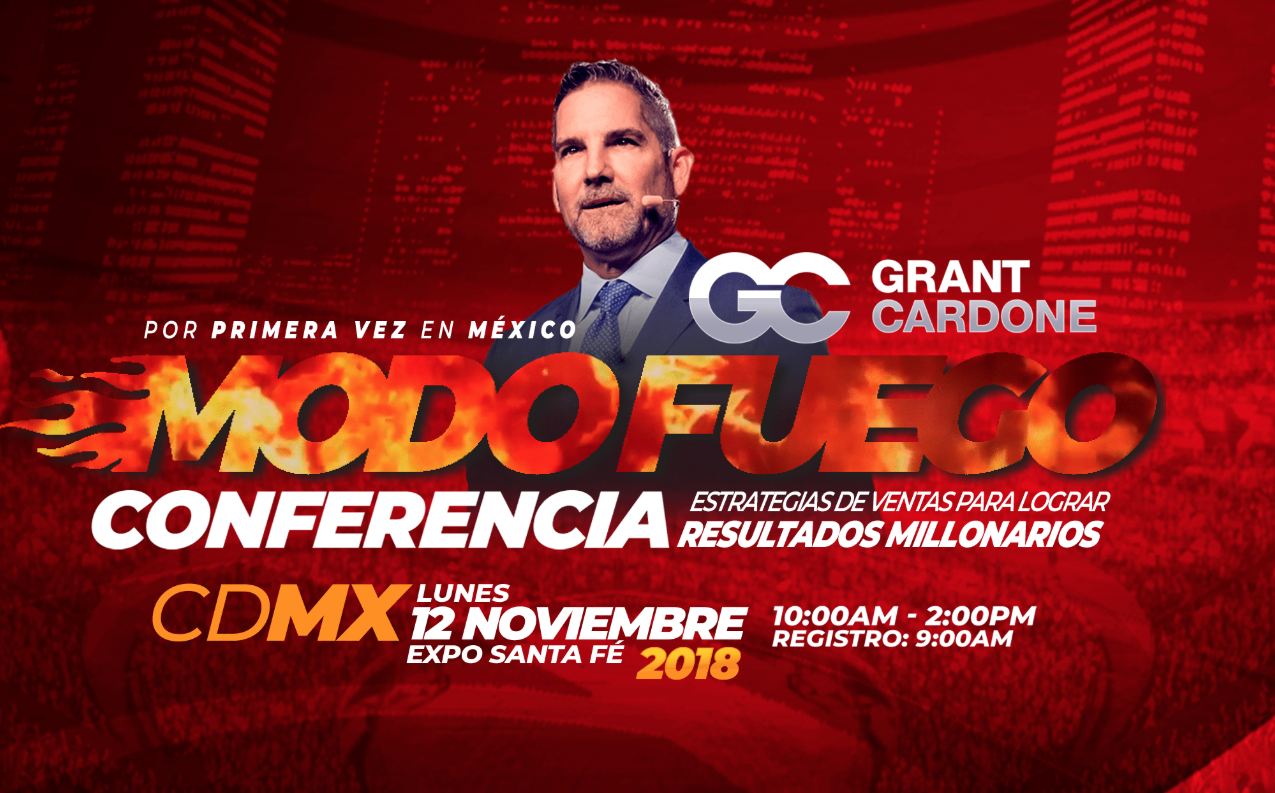 GC GRANT
CARDONE
POR PRIMERA VEZ EN MÉXICO
MODO FUEGO
CONFERENCIA
ESTRATEGIAS DE VENTAS PARA LOGRAR
RESULTADOS MILLONARIOS
CDMX
LUNES
12 NOVIEMBRE
EXPO SANTA FÉ 2018
10:00AM - 2:00PM
REGISTRO: 9:00AM